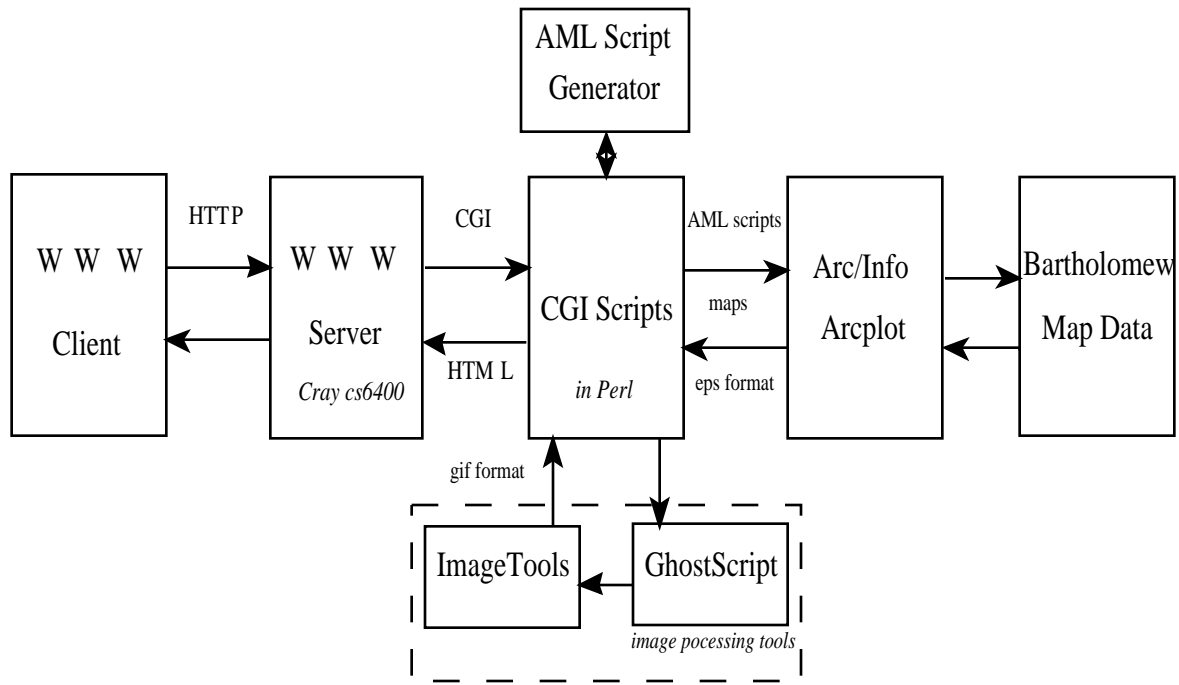 AML Script
Generator
HTTP
CGI
AML scripts
W W W
Client
W W W
Server
Cray cs6400
CGI Scripts
in Perl
maps
Arc/Info
Arcplot
Bartholomew
Map Data
HTM L
eps format
gif format
ImageTools
GhostScript
image pocessing tools